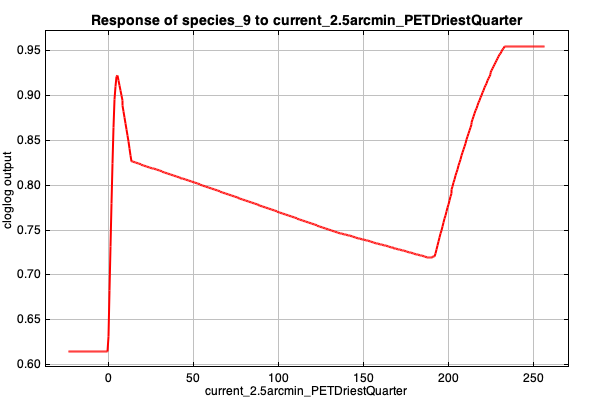 Response of species_9 to current_2.5arcmin_PETDriestQuarter
cloglog output
0.95
0.90
0.85
0.80
0.75
0.70
0.65
0.60
0 50 100 150 200 250
current_2.5arcmin_PETDriestQuarter